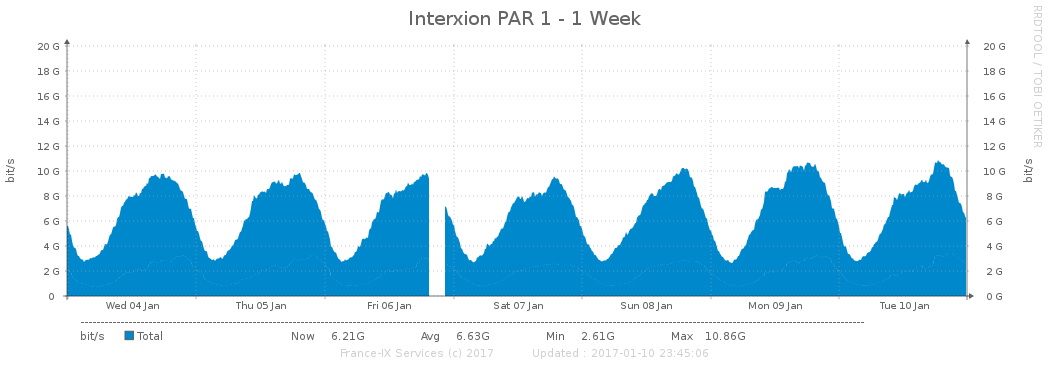 Interxion PAR 1 - 1 Week
RRDTOOL / TOBI OETIKER
20 G 20 G
18 G 18 G
16 G 16 G
14 G 14 G
12 G 12 G
10 G 10 G
8 G 8 G
6 G 6 G
4 G 4 G
2 G 2 G
0 0 G
bit/s
bit/s
Wed 04 Jan Thu 05 Jan Fri 06 Jan Sat 07 Jan Sun 08 Jan Mon 09 Jan Tue 10 Jan
bit/s Total Now 6.21G Avg 6.63G Min 2.61G Max 10.86G
France-IX Services (c) 2017 Updated : 2017-01-10 23:45:06